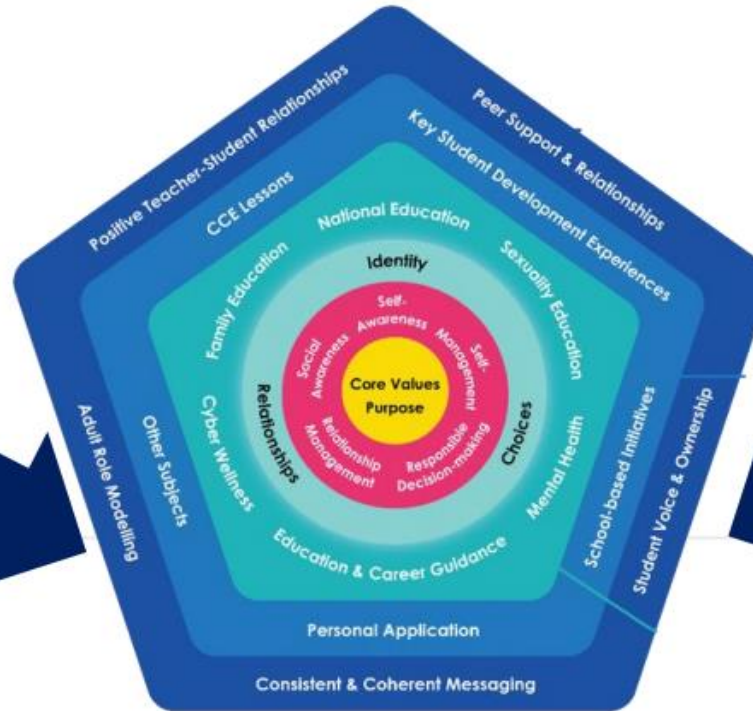 Positive Teacher-Student Relationships
Peer Support & Relationships
CCE Lessons
Key Student Development Experiences
National Education
Family Education
Sexuality Education
Identity
Self-
Awareness
Social
Awareness
Self-
Management
Core Values
Purpose
Relationship
Management
Responsible
Decision-making
Relationships
Choices
Cyber Wellness
Mental Health
Education & Career Guidance
Other Subjects
School-based Initiatives
Adult Role Modelling
Student Voice & Ownership
Personal Application
Consistent & Coherent Messaging